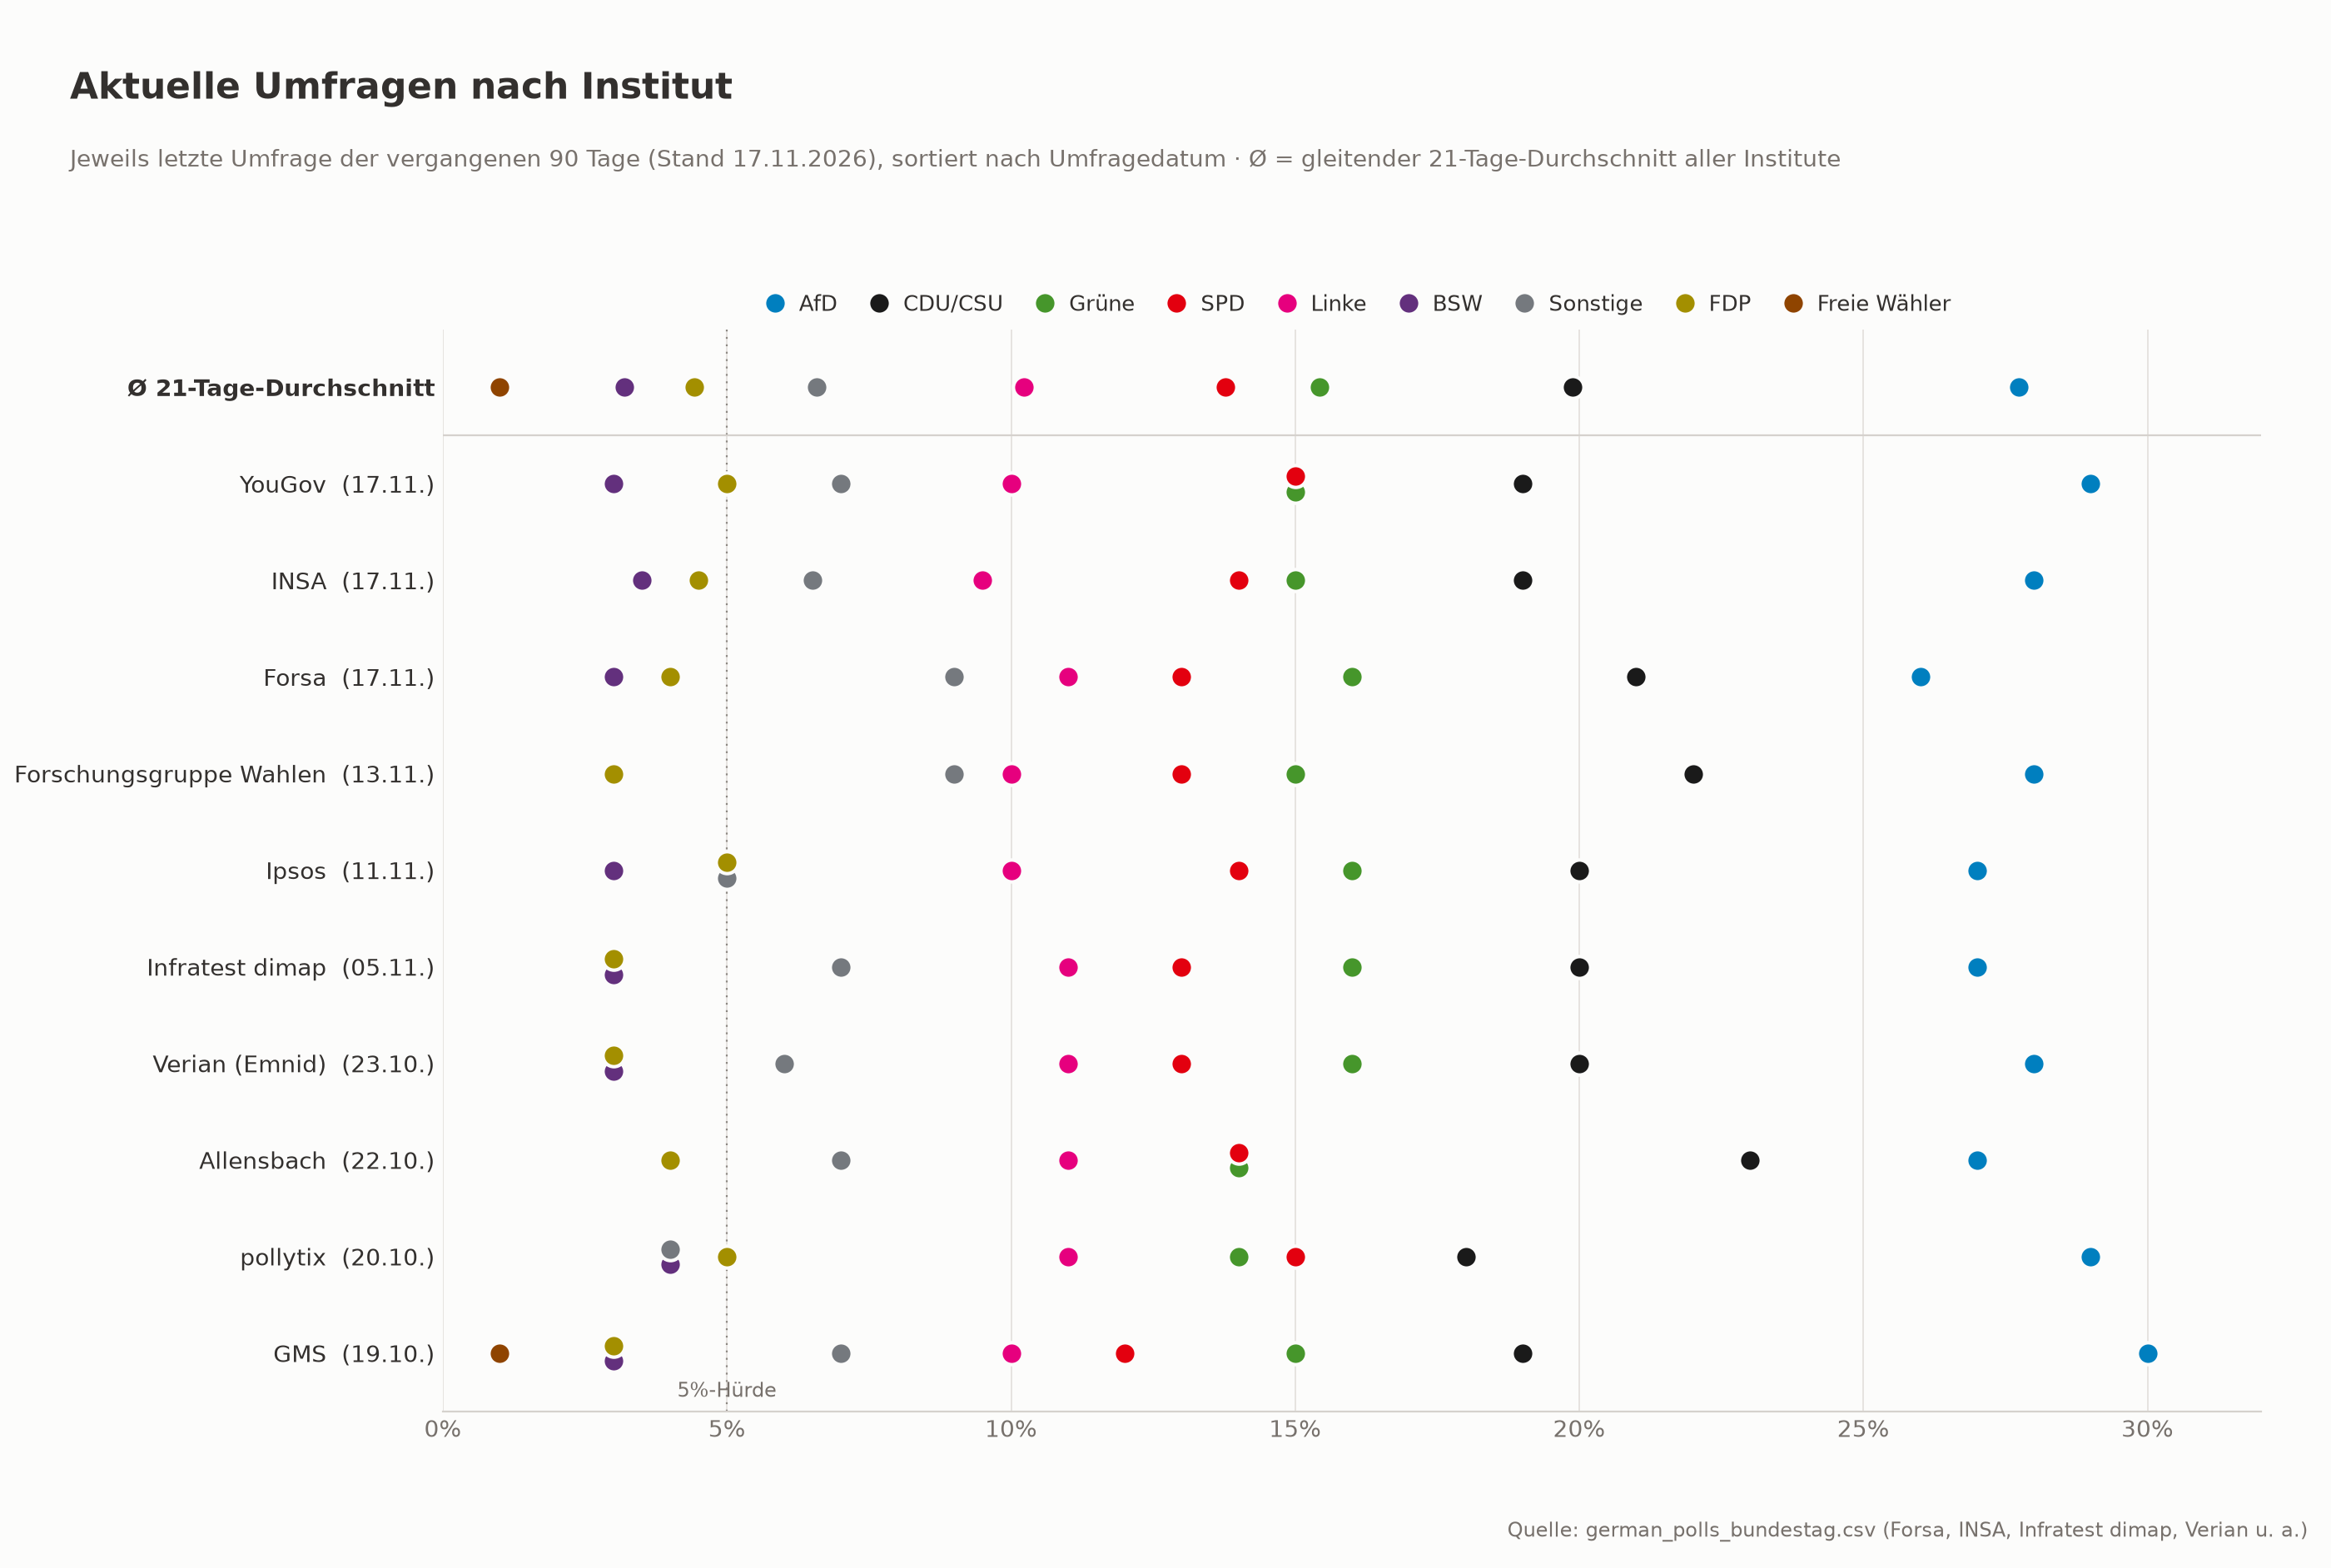 Aktuelle Umfragen nach Institut
Jeweils letzte Umfrage der vergangenen 90 Tage (Stand 17.11.2026), sortiert nach Umfragedatum · Ø = gleitender 21-Tage-Durchschnitt aller Institute
AfD CDU/CSU Grüne SPD Linke BSW Sonstige FDP Freie Wähler
Ø 21-Tage-Durchschnitt
YouGov (17.11.)
INSA (17.11.)
Forsa (17.11.)
Forschungsgruppe Wahlen (13.11.)
Ipsos (11.11.)
Infratest dimap (05.11.)
Verian (Emnid) (23.10.)
Allensbach (22.10.)
pollytix (20.10.)
GMS (19.10.)
5%-Hürde
0% 5% 10% 15% 20% 25% 30%
Quelle: german_polls_bundestag.csv (Forsa, INSA, Infratest dimap, Verian u. a.)